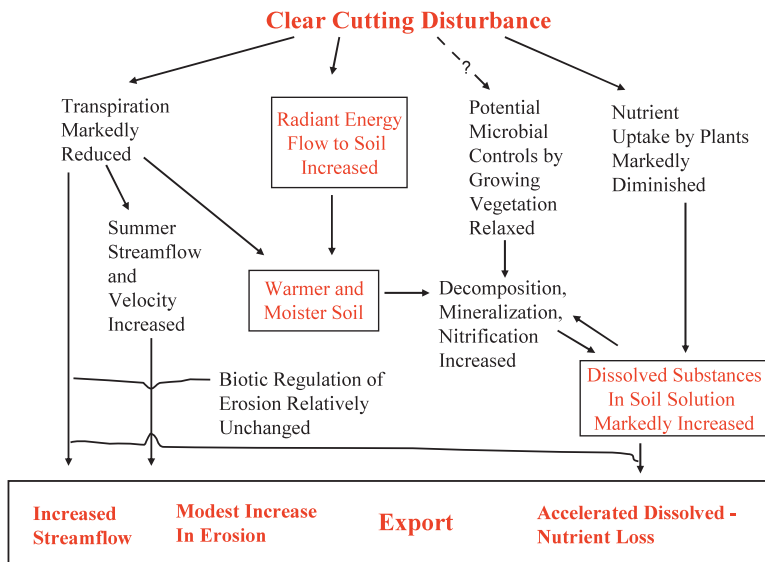 Clear Cutting Disturbance
?
Transpiration
Markedly
Reduced
Radiant Energy
Flow to Soil
Increased
Potential
Microbial
Controls by
Growing
Vegetation
Relaxed
Nutrient
Uptake by Plants
Markedly
Diminished
Summer
Streamflow
and
Velocity
Increased
Warmer and
Moister Soil
Decomposition,
Mineralization,
Nitrification
Increased
Biotic Regulation of
Erosion Relatively
Unchanged
Dissolved Substances
In Soil Solution
Markedly Increased
Increased
Streamflow
Modest Increase
In Erosion
Export
Accelerated Dissolved -
Nutrient Loss